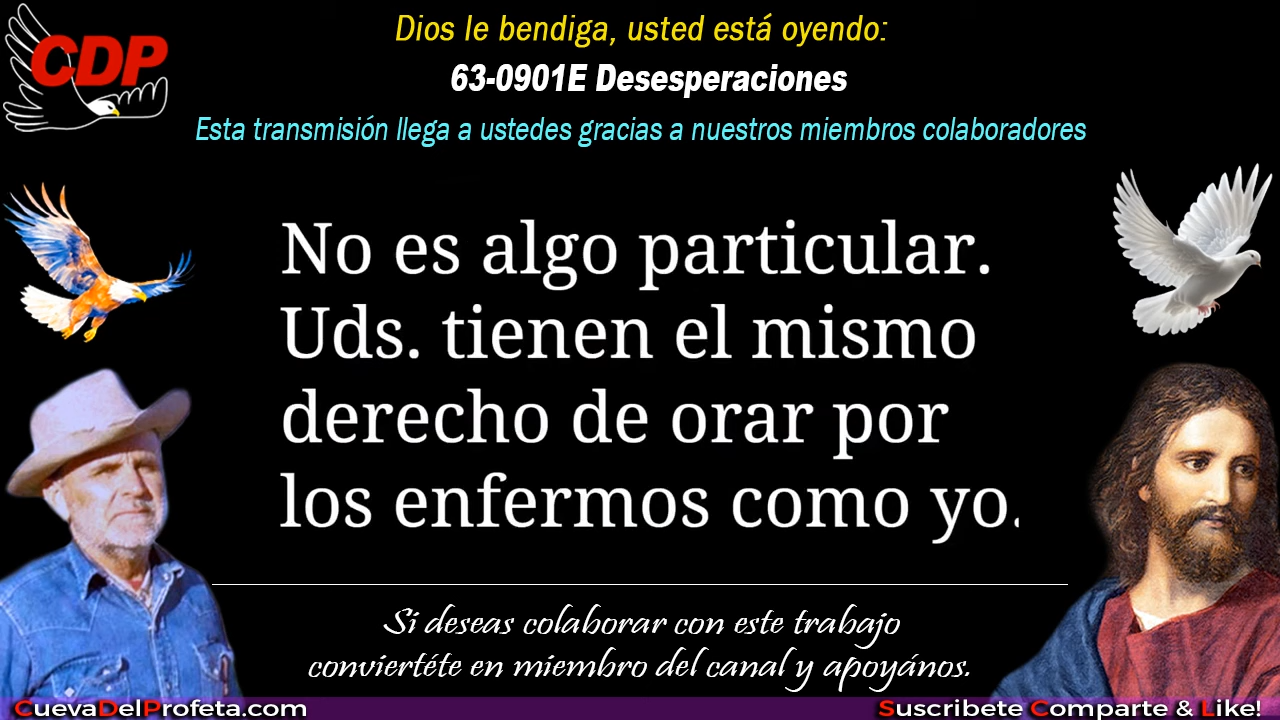 CDP
Dios le bendiga, usted está oyendo:
63-0901E Desesperaciones
Esta transmisión llega a ustedes gracias a nuestros miembros colaboradores
No es algo particular.
Uds. tienen el mismo
derecho de orar por
los enfermos como yo.
Si deseas colaborar con este trabajo
conviertéte en miembro del canal y apoyános.
CuevaDelProfeta.com
Suscribete Comparte & Like!